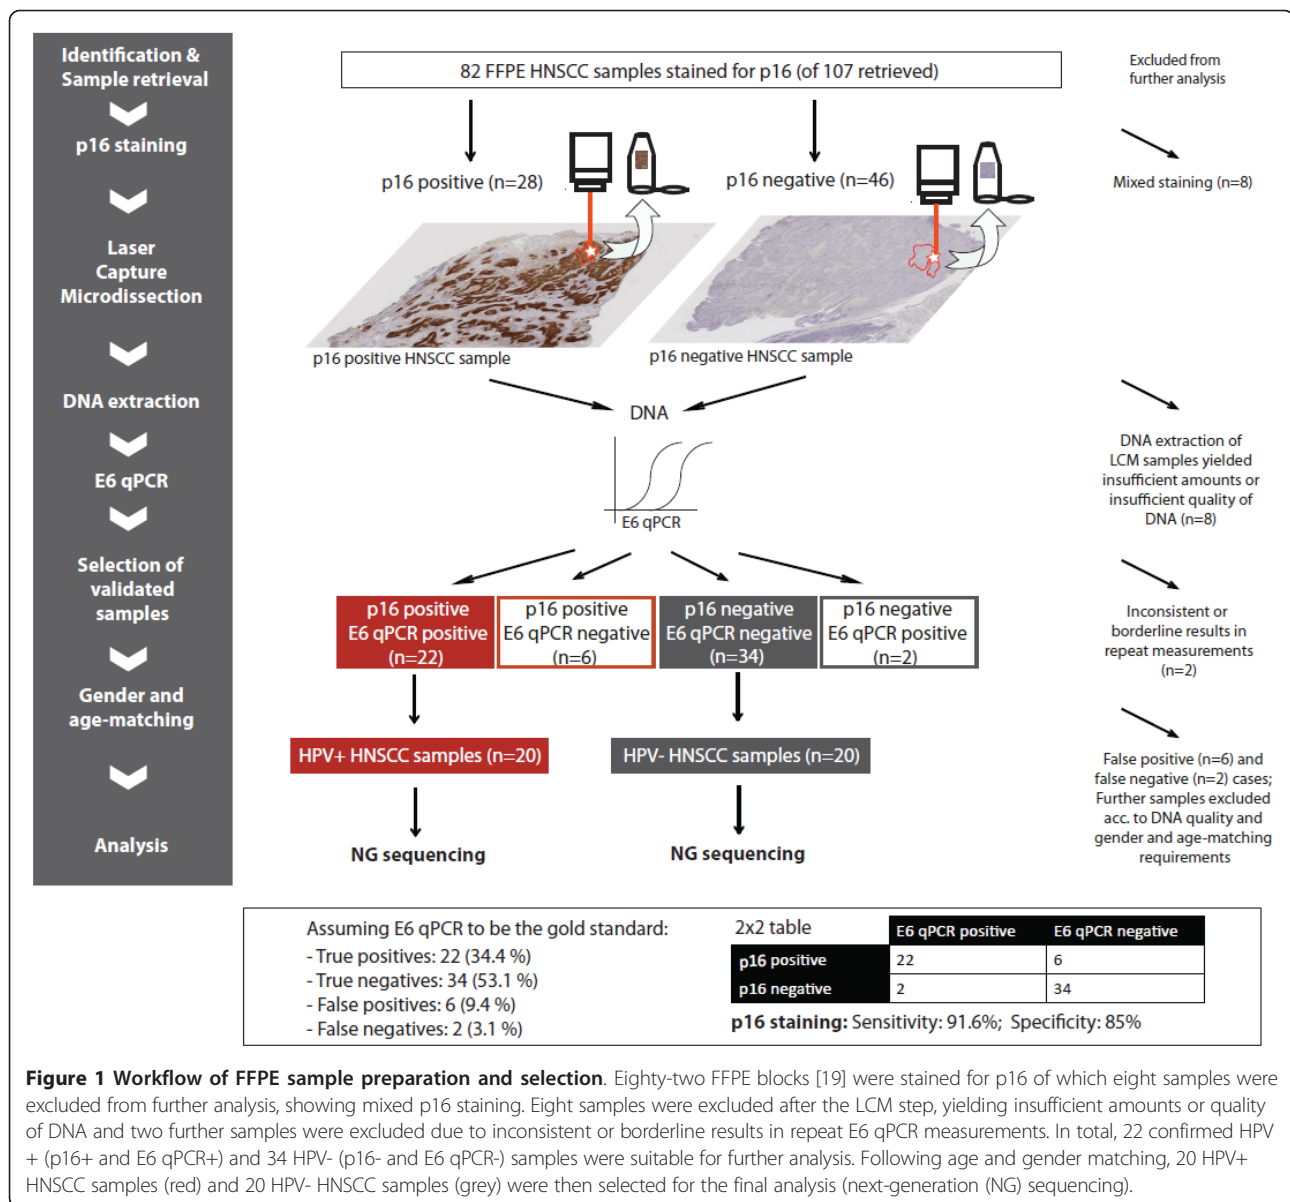 Identification &
Sample retrieval
p16 staining
Laser
Capture
Microdissection
DNA extraction
E6 qPCR
Selection of
validated
samples
Gender and
age-matching
Analysis
82 FFPE HNSCC samples stained for p16 (of 107 retrieved)
Excluded from
further analysis
p16 positive (n=28)
p16 negative (n=46)
Mixed staining (n=8)
p16 positive HNSCC sample
p16 negative HNSCC sample
DNA
E6 qPCR
DNA extraction of
LCM samples yielded
insufficient amounts or
insufficient quality of
DNA (n=8)
p16 positive
E6 qPCR positive
(n=22)
p16 positive
E6 qPCR negative
(n=6)
p16 negative
E6 qPCR negative
(n=34)
p16 negative
E6 qPCR positive
(n=2)
Inconsistent or
borderline results in
repeat measurements
(n=2)
HPV+ HNSCC samples (n=20)
HPV- HNSCC samples (n=20)
False positive (n=6) and
false negative (n=2) cases;
Further samples excluded
acc. to DNA quality and
gender and age-matching
requirements
NG sequencing
NG sequencing
Assuming E6 qPCR to be the gold standard:
- True positives: 22 (34.4 %)
- True negatives: 34 (53.1 %)
- False positives: 6 (9.4 %)
- False negatives: 2 (3.1 %)
2x2 table
E6 qPCR positive E6 qPCR negative
p16 positive 22 6
p16 negative 2 34
p16 staining: Sensitivity: 91.6%; Specificity: 85%
Figure 1 Workflow of FFPE sample preparation and selection. Eighty-two FFPE blocks [19] were stained for p16 of which eight samples were
excluded from further analysis, showing mixed p16 staining. Eight samples were excluded after the LCM step, yielding insufficient amounts or quality
of DNA and two further samples were excluded due to inconsistent or borderline results in repeat E6 qPCR measurements. In total, 22 confirmed HPV
+ (p16+ and E6 qPCR+) and 34 HPV- (p16- and E6 qPCR-) samples were suitable for further analysis. Following age and gender matching, 20 HPV+
HNSCC samples (red) and 20 HPV- HNSCC samples (grey) were then selected for the final analysis (next-generation (NG) sequencing).